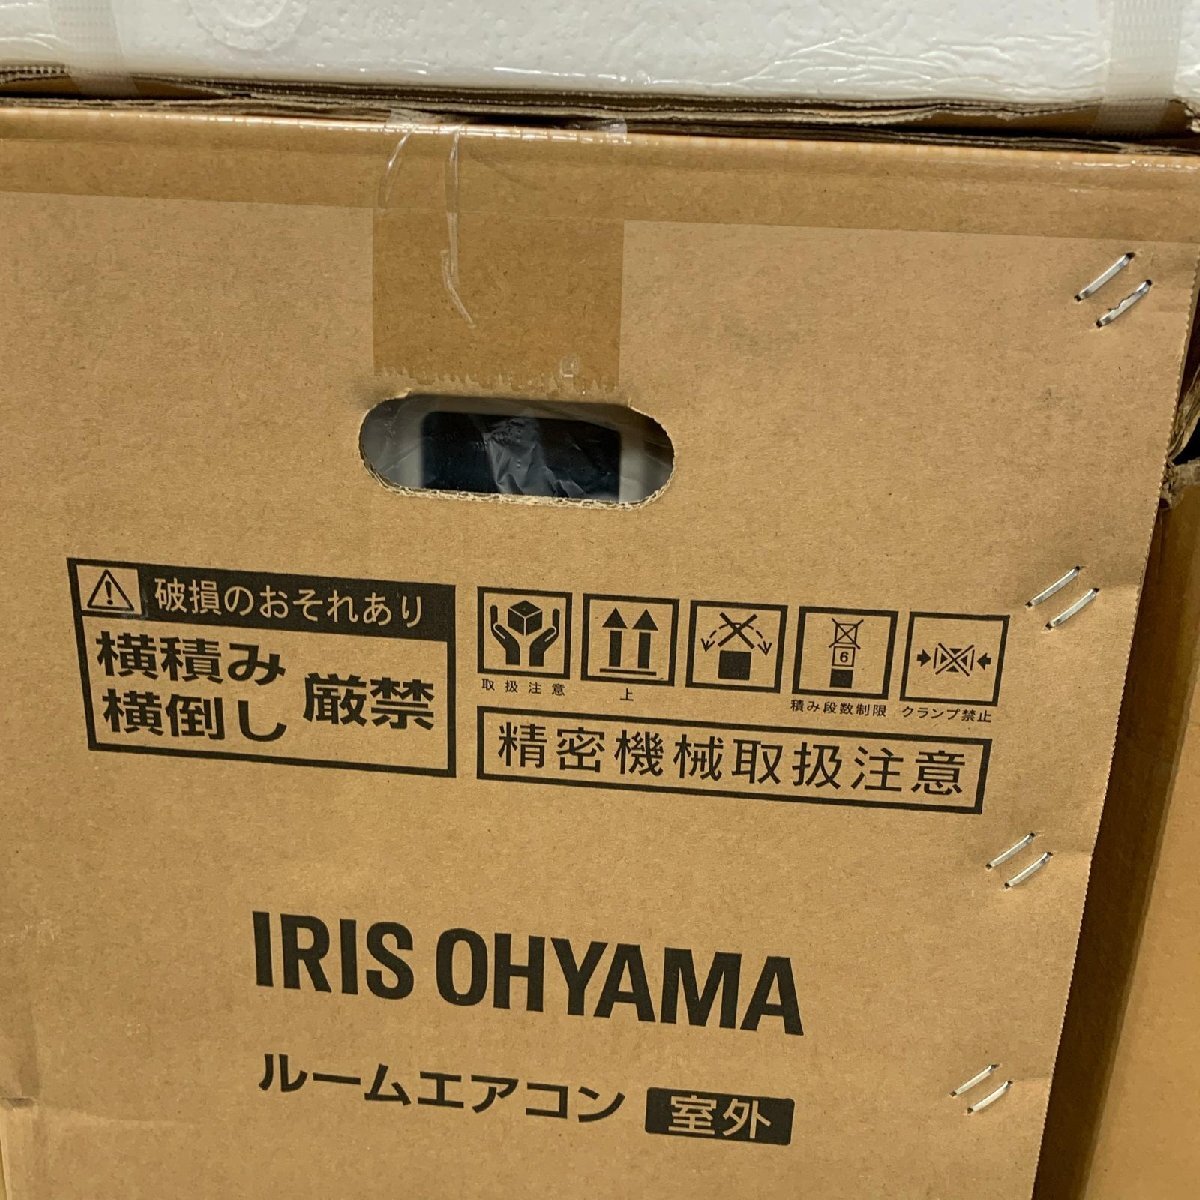 破損のおそれあり
横積み
横倒し
厳禁
6
取扱注意
上
積み段数制限
クランプ禁止
精密機械取扱注意
IRIS OHYAMA
ルームエアコン 室外